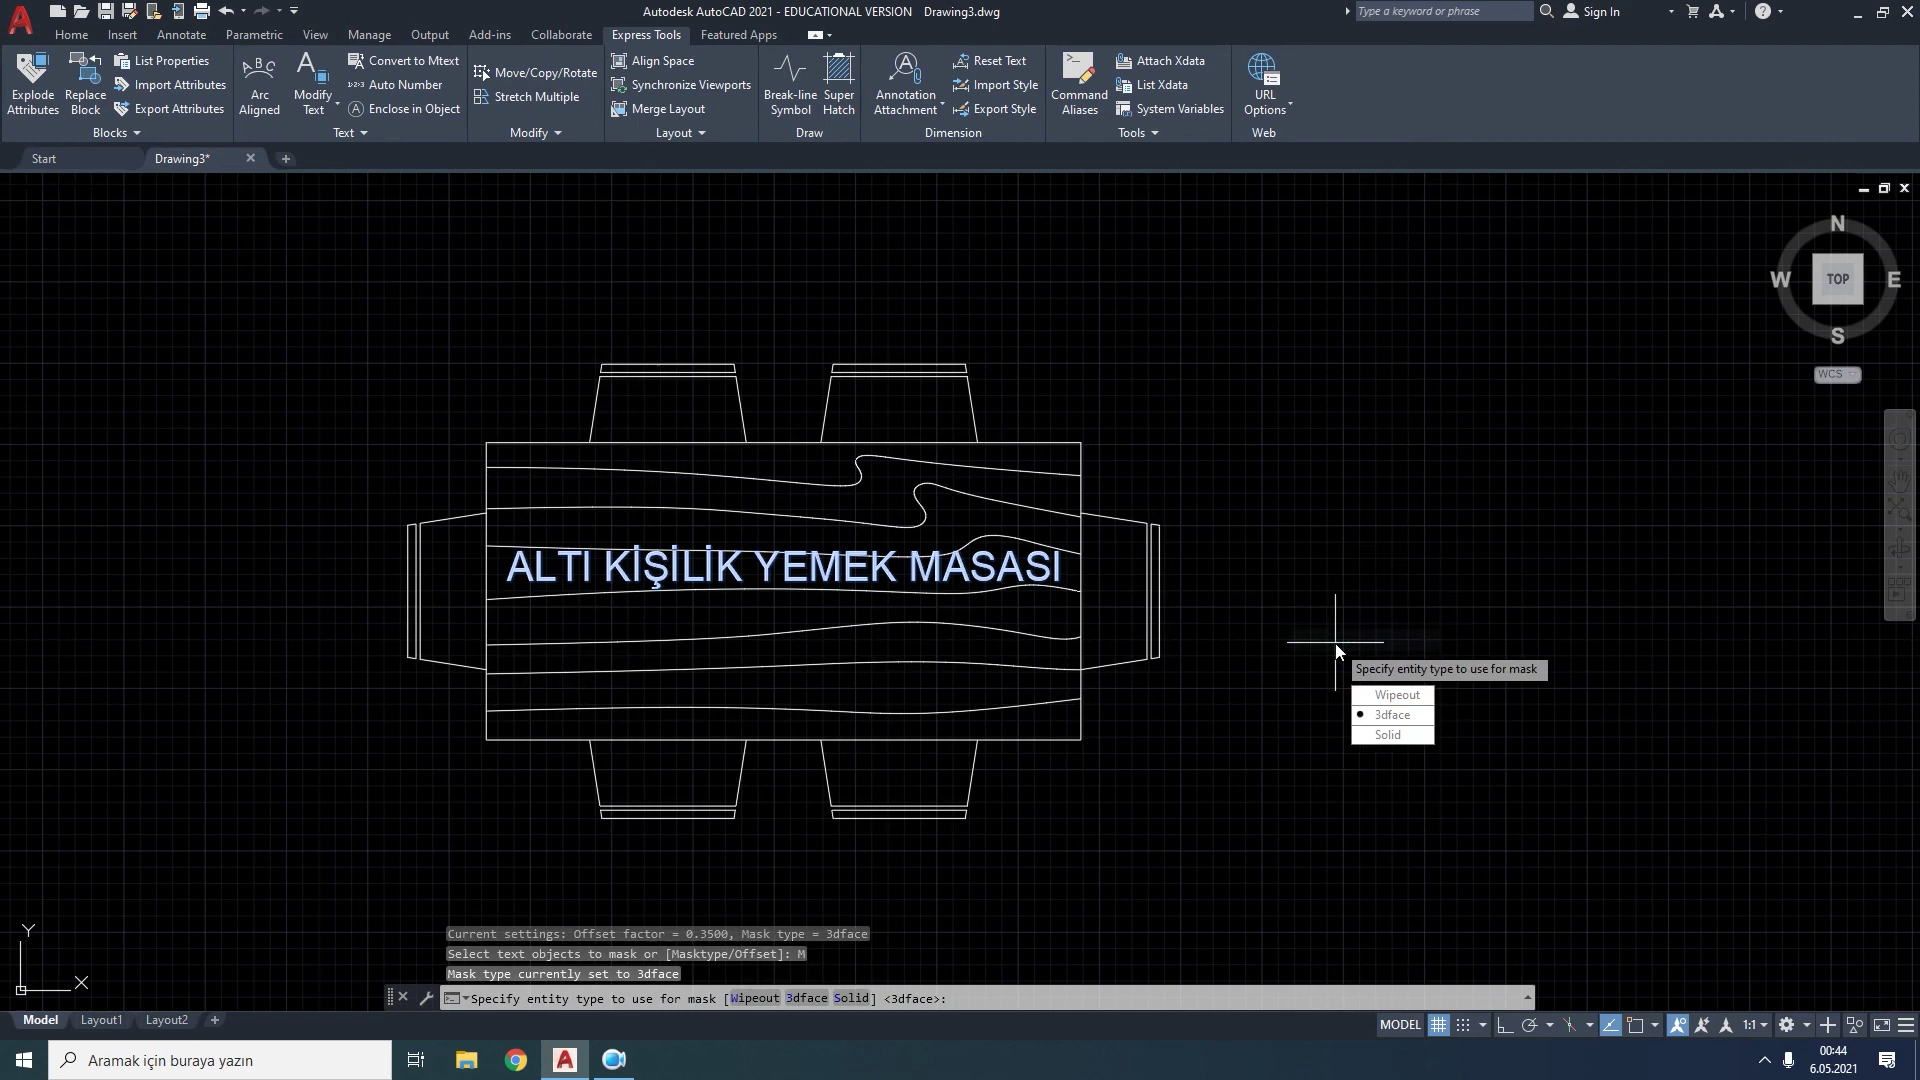 Autodesk AutoCAD 2021 - EDUCATIONAL VERSION Drawing3.dwg
Type a keyword or phrase
Sign In
Home Insert Annotate Parametric View Manage Output Add-ins Collaborate Express Tools Featured Apps
Explode Attributes
Replace Block
List Properties
Import Attributes
Export Attributes
Blocks
Arc Aligned
Modify Text
Convert to Mtext
Auto Number
Enclose in Object
Text
Move/Copy/Rotate
Stretch Multiple
Modify
Align Space
Synchronize Viewports
Merge Layout
Layout
Break-line Symbol
Super Hatch
Draw
Annotation Attachment
Reset Text
Import Style
Export Style
Dimension
Command Aliases
Attach Xdata
List Xdata
System Variables
Tools
URL Options
Web
Start
Drawing3*
N
W
TOP
E
S
WCS
ALTI KİŞİLİK YEMEK MASASI
Specify entity type to use for mask
Wipeout
3dface
Solid
Y
X
Current settings: Offset factor = 0.3500, Mask type = 3dface
Select text objects to mask or [Masktype/Offset]: M
Mask type currently set to 3dface
Specify entity type to use for mask [Wipeout 3dface Solid] <3dface>:
Model Layout1 Layout2
MODEL
1:1
Aramak için buraya yazın
00:44
6.05.2021